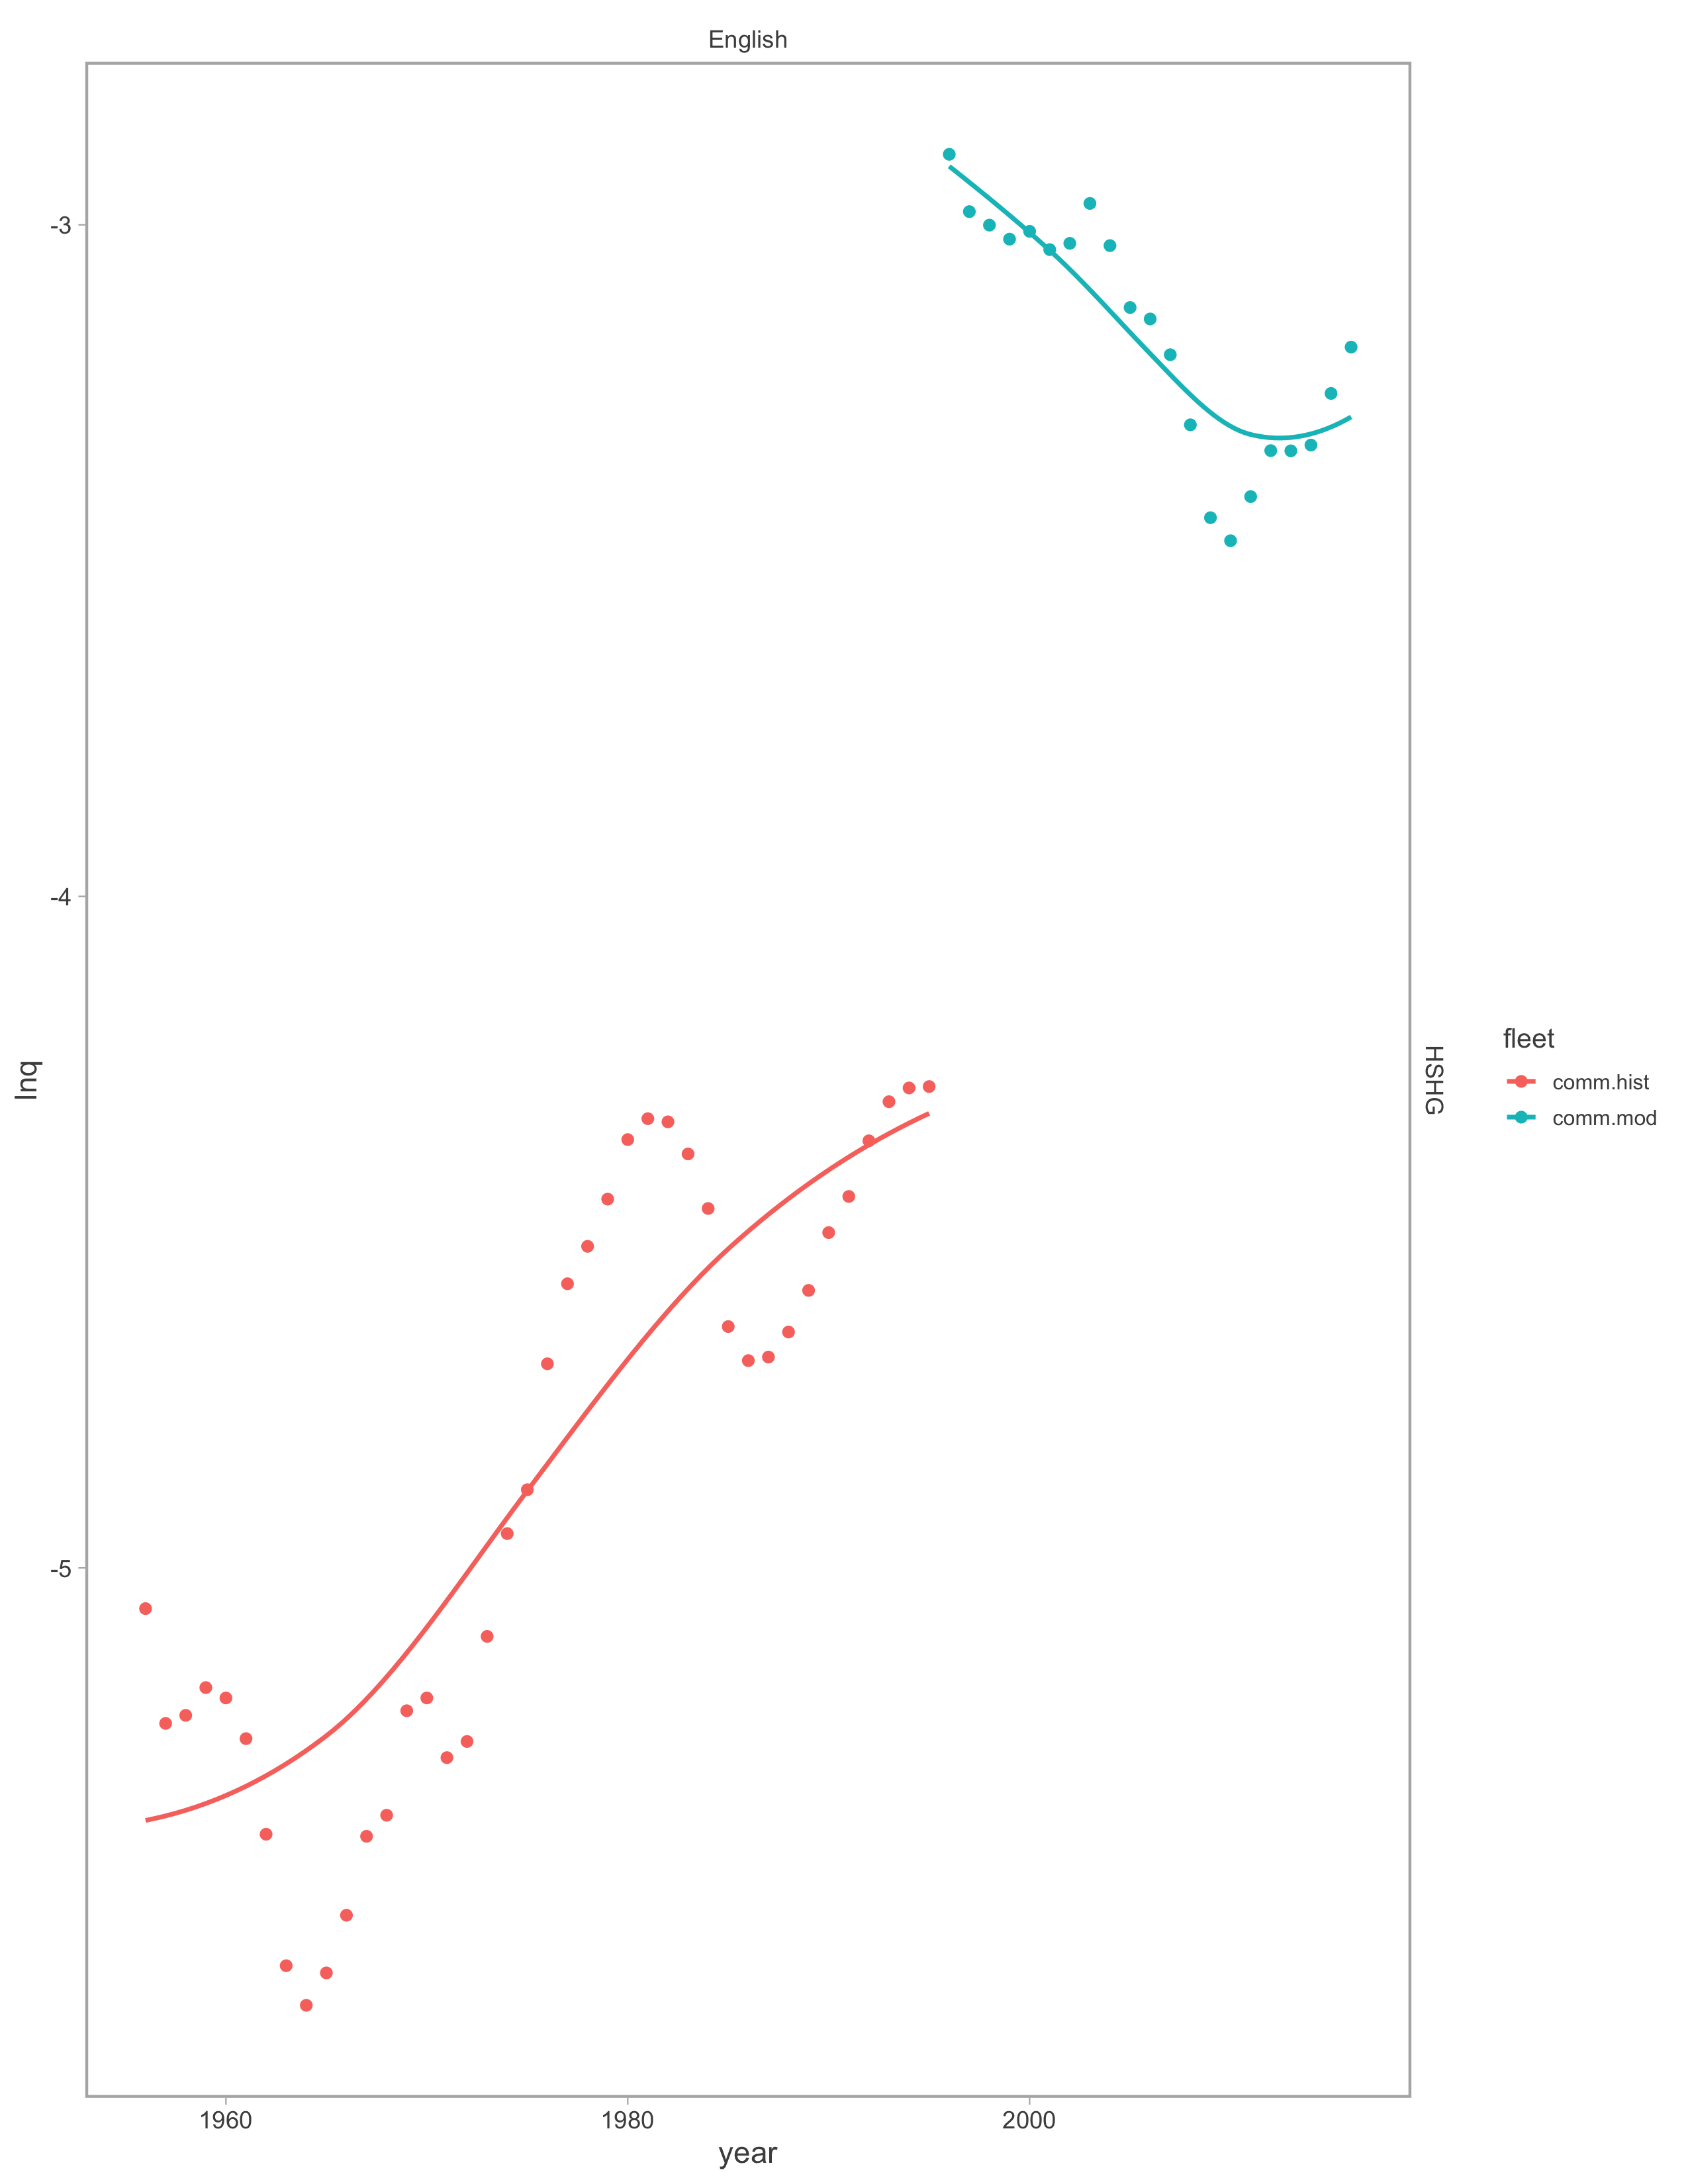 English
-3
-4
-5
lnq
1960
1980
2000
year
HSHG
fleet
comm.hist
comm.mod